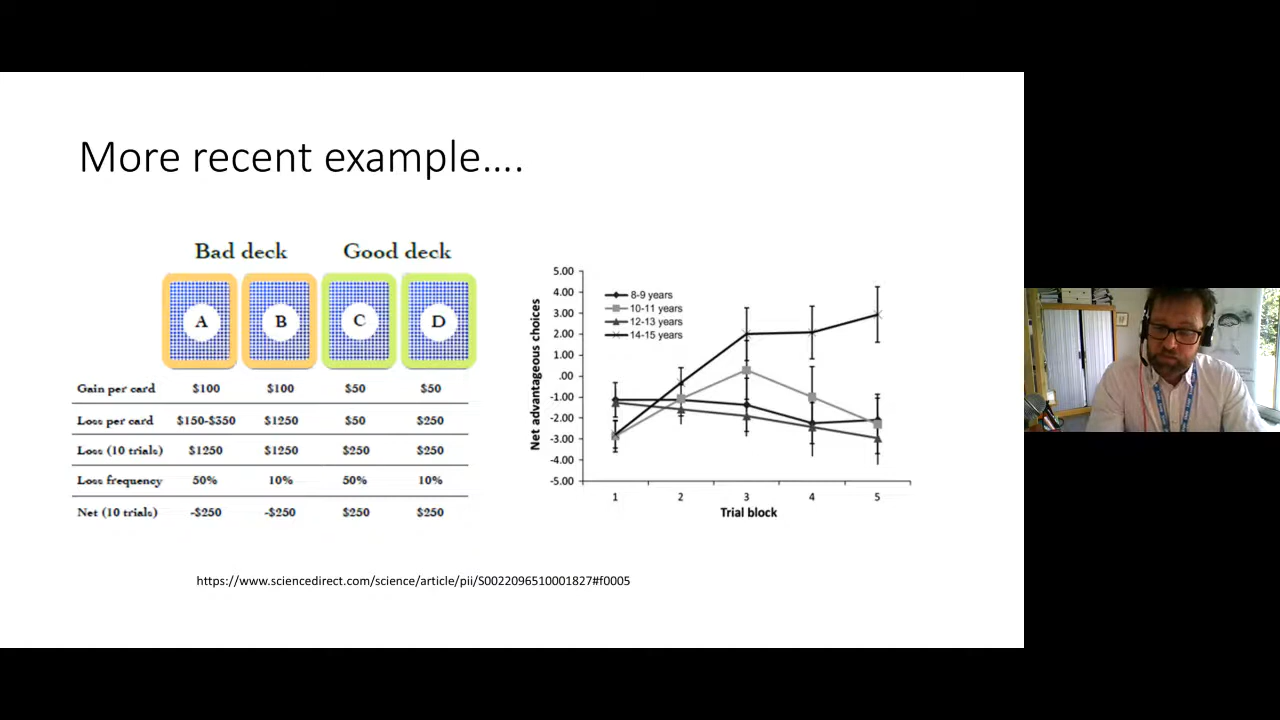 More recent example....
Bad deck Good deck
A B C D
Gain per card $100 $100 $50 $50
Loss per card $150-$350 $1250 $50 $250
Loss (10 trials) $1250 $1250 $250 $250
Loss frequency 50% 10% 50% 10%
Net (10 trials) -$250 -$250 $250 $250
Net advantageous choices
5.00
4.00
3.00
2.00
1.00
.00
-1.00
-2.00
-3.00
-4.00
-5.00
8-9 years
10-11 years
12-13 years
14-15 years
1 2 3 4 5
Trial block
https://www.sciencedirect.com/science/article/pii/S0022096510001827#f0005